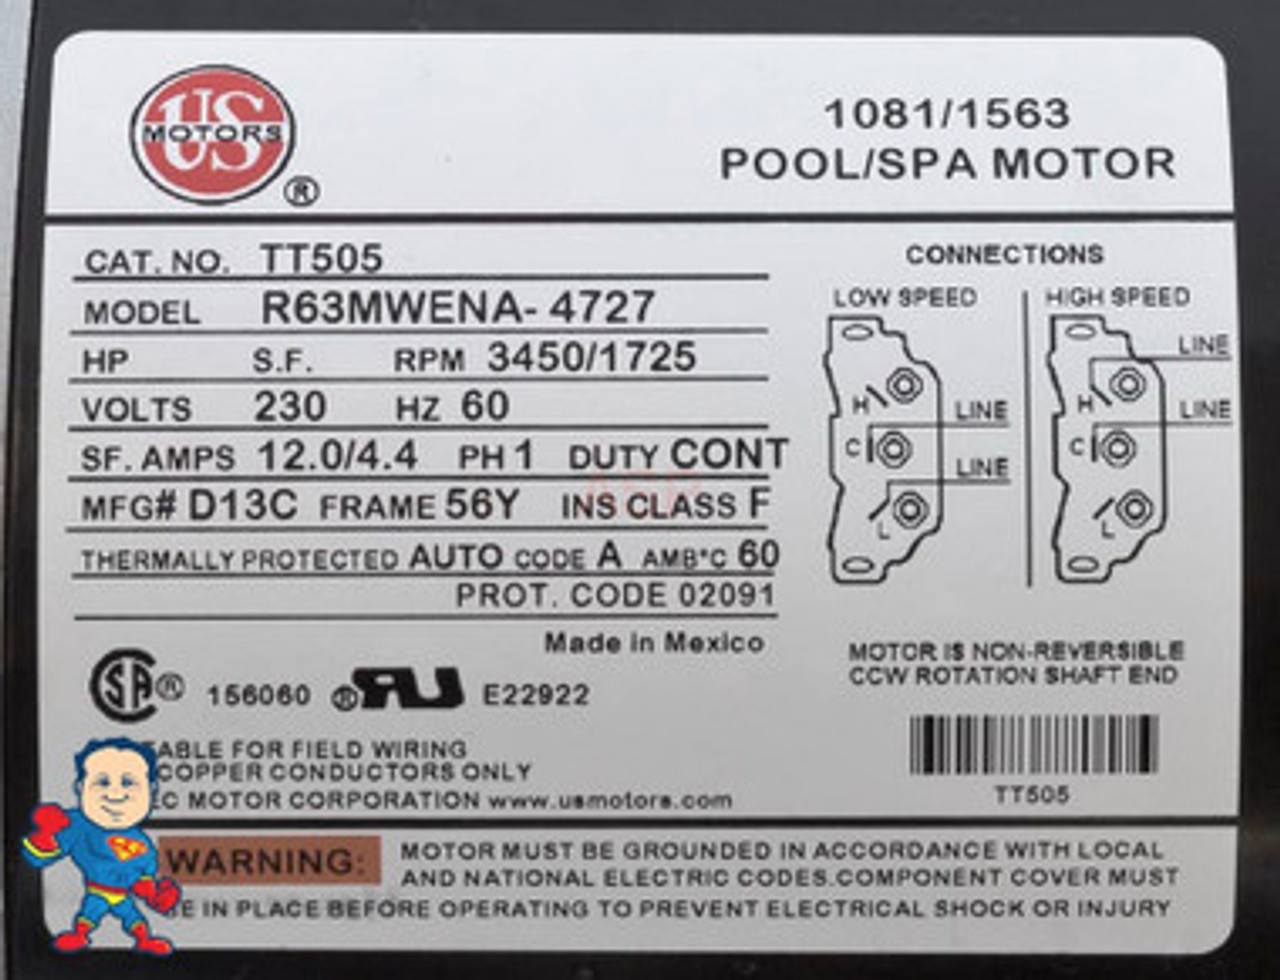 US
MOTORS
®
1081/1563
POOL/SPA MOTOR
CAT. NO. TT505
MODEL R63MWENA- 4727
HP S.F. RPM 3450/1725
VOLTS 230 HZ 60
SF. AMPS 12.0/4.4 PH 1 DUTY CONT
MFG# D13C FRAME 56Y INS CLASS F
THERMALLY PROTECTED AUTO CODE A AMB°C 60
PROT. CODE 02091
Made in Mexico
CONNECTIONS
LOW SPEED HIGH SPEED
LINE
H LINE H LINE
C C
LINE
L L
MOTOR IS NON-REVERSIBLE
CCW ROTATION SHAFT END
SA® 156060 ®RU E22922
TABLE FOR FIELD WIRING
COPPER CONDUCTORS ONLY
EC MOTOR CORPORATION www.usmotors.com
TT505
WARNING: MOTOR MUST BE GROUNDED IN ACCORDANCE WITH LOCAL
AND NATIONAL ELECTRIC CODES.COMPONENT COVER MUST
BE IN PLACE BEFORE OPERATING TO PREVENT ELECTRICAL SHOCK OR INJURY